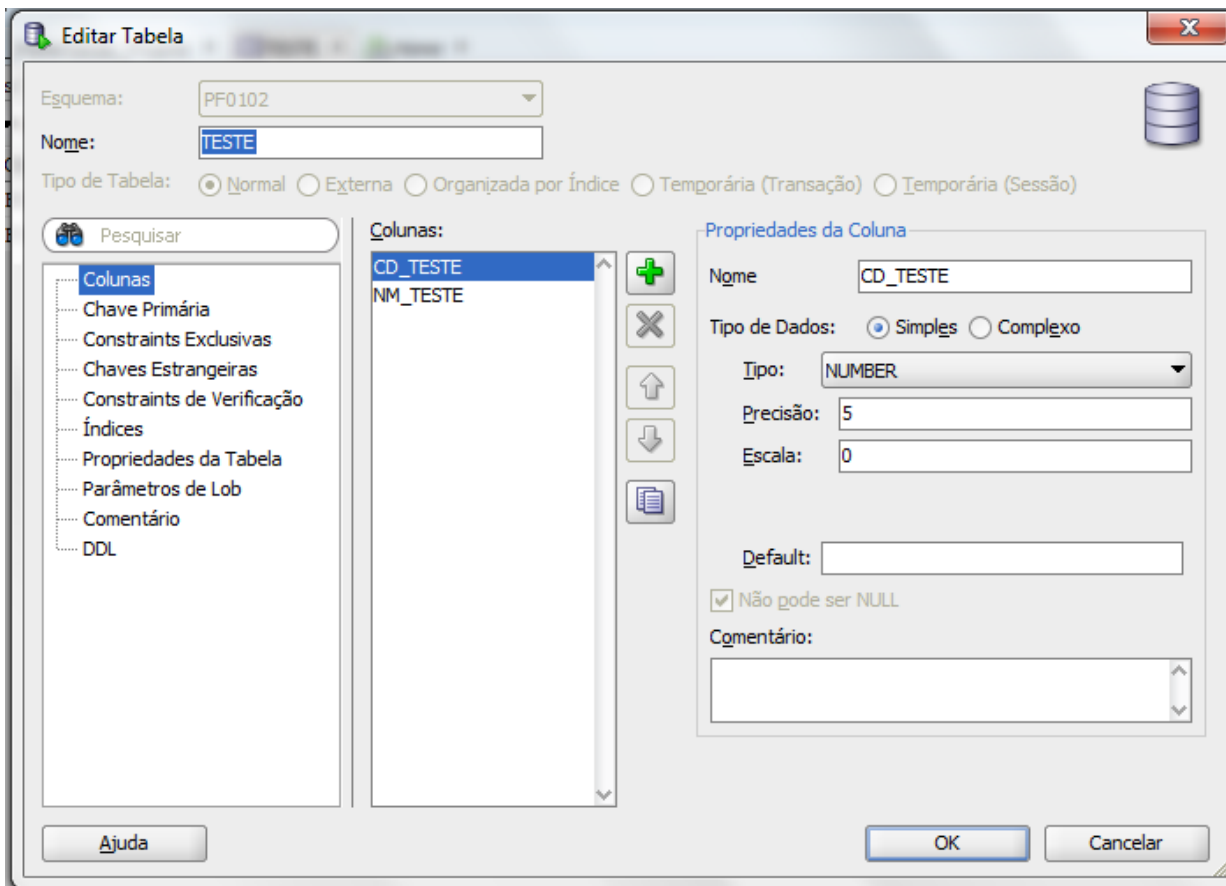 Editar Tabela
Esquema: PF0102
Nome: TESTE
Tipo de Tabela: Normal Externa Organizada por Índice Temporária (Transação) Temporária (Sessão)
Pesquisar
Colunas
Chave Primária
Constraints Exclusivas
Chaves Estrangeiras
Constraints de Verificação
Índices
Propriedades da Tabela
Parâmetros de Lob
Comentário
DDL
Colunas:
CD_TESTE
NM_TESTE
Propriedades da Coluna
Nome CD_TESTE
Tipo de Dados: Simples Complexo
Tipo: NUMBER
Precisão: 5
Escala: 0
Default:
Não pode ser NULL
Comentário:
Ajuda
OK
Cancelar